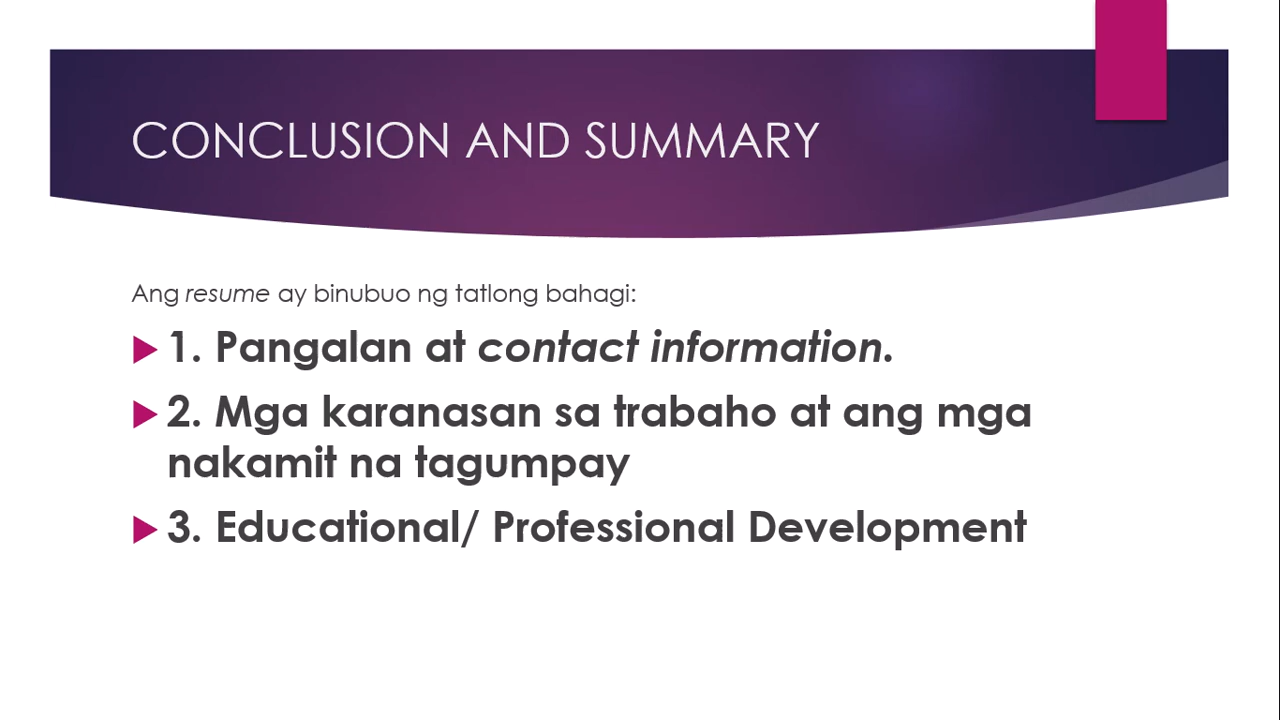 CONCLUSION AND SUMMARY
Ang resume ay binubuo ng tatlong bahagi:
1. Pangalan at contact information.
2. Mga karanasan sa trabaho at ang mga
nakamit na tagumpay
3. Educational/ Professional Development